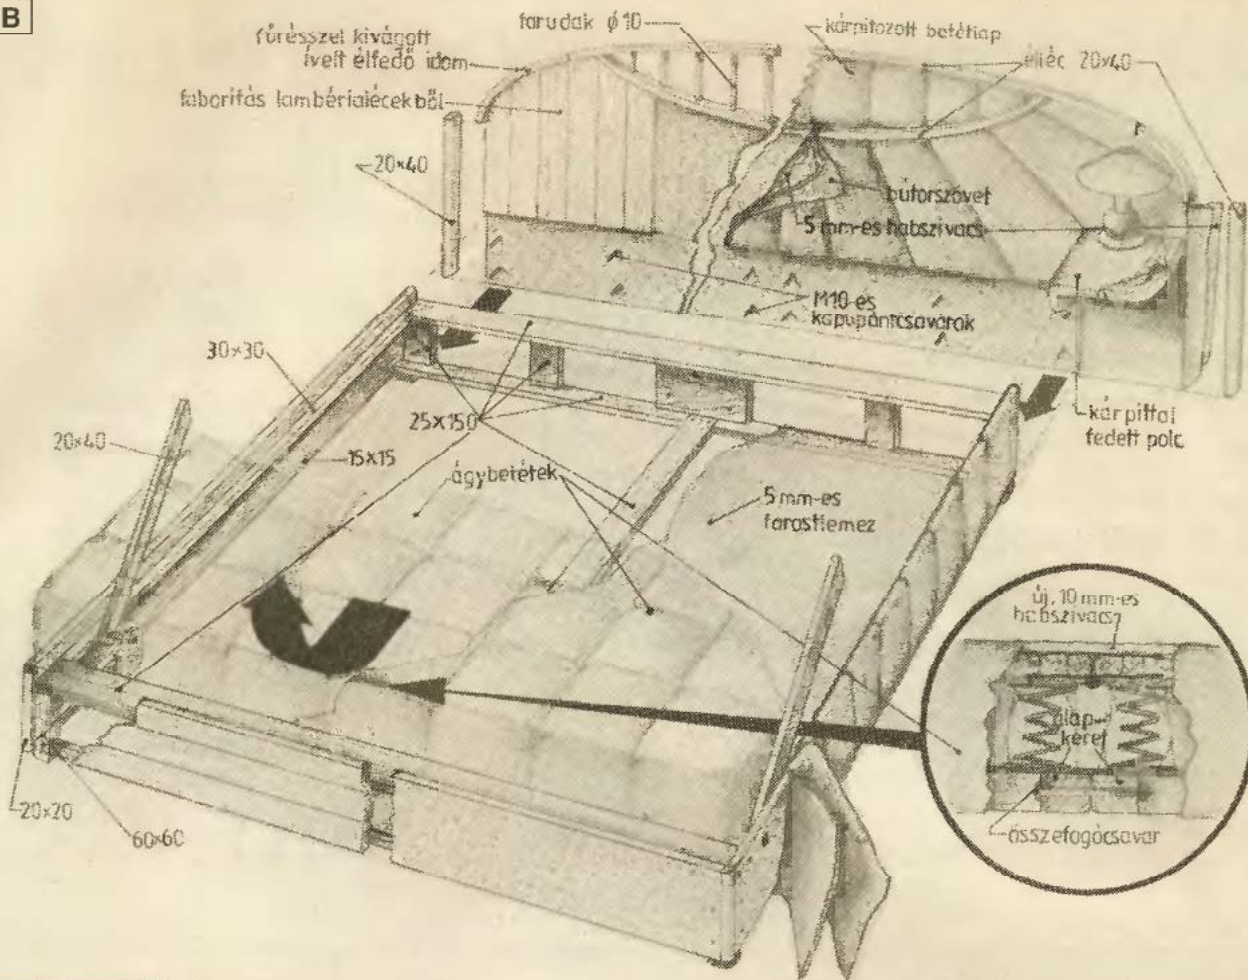 B
farudak ϕ10
kárpitozott betétlap
fűrésszel kivágott
ívelt élfedő idom
élléc 20×40
faborítás lambérialécekből
20×40
bútorszövet
5 mm-es habszivacs
M10-es
kapupántcsavarok
30×30
25×150
kárpittal
fedett polc
20×40
15×15
ágybetétek
5 mm-es
farostlemez
új, 10 mm-es
habszivacs
alap-
keret
20×20
60×60
összefogócsavar